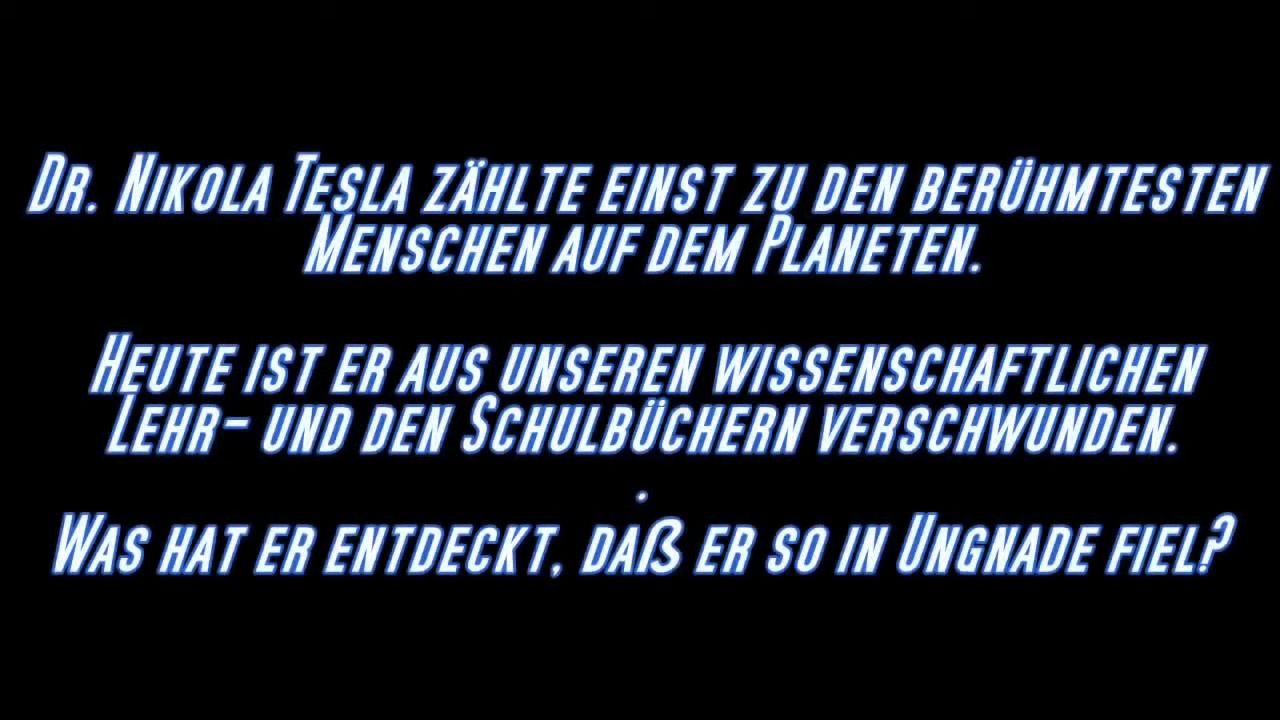 Dr. Nikola Tesla zählte einst zu den berühmtesten
Menschen auf dem Planeten.
Heute ist er aus unseren wissenschaftlichen
Lehr- und den Schulbüchern verschwunden.
.
Was hat er entdeckt, daß er so in Ungnade fiel?